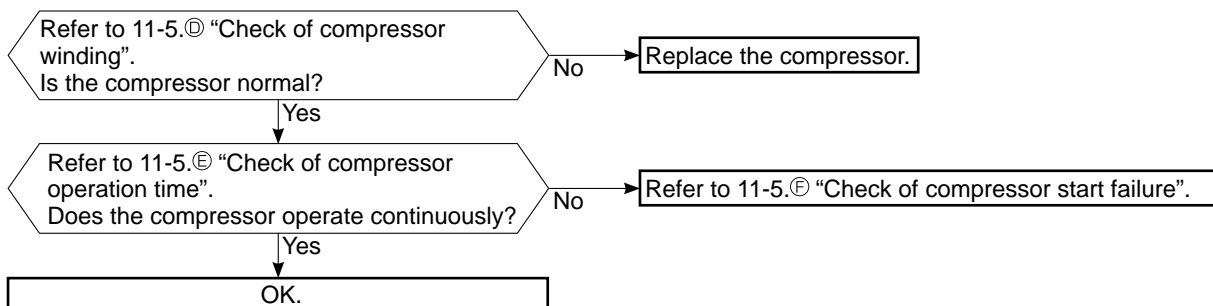 Refer to 11-5.Ⓓ “Check of compressor
winding”.
Is the compressor normal?
No
Replace the compressor.
Yes
Refer to 11-5.Ⓔ “Check of compressor
operation time”.
Does the compressor operate continuously?
No
Refer to 11-5.Ⓕ “Check of compressor start failure”.
Yes
OK.